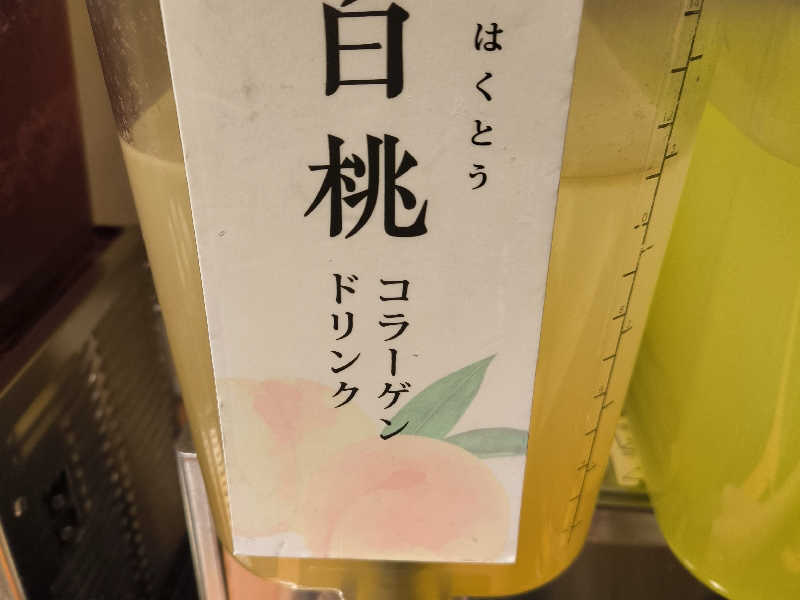 はくとう
白桃
コラーゲン
ドリンク